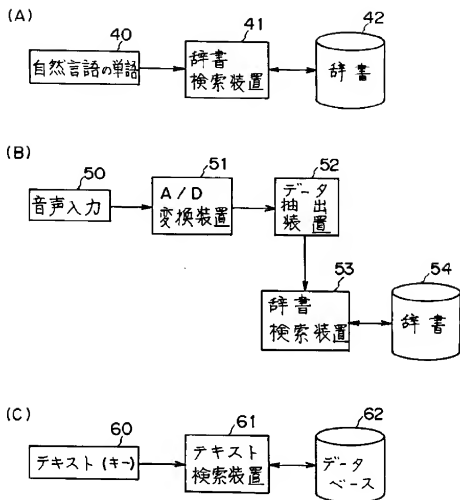 (A)
40
自然言語の単語
41
辞書
検索装置
42
辞書
(B)
50
音声入力
51
A/D
変換装置
52
データ
抽出
装置
53
辞書
検索装置
54
辞書
(C)
60
テキスト(キー)
61
テキスト
検索装置
62
データ
ベース